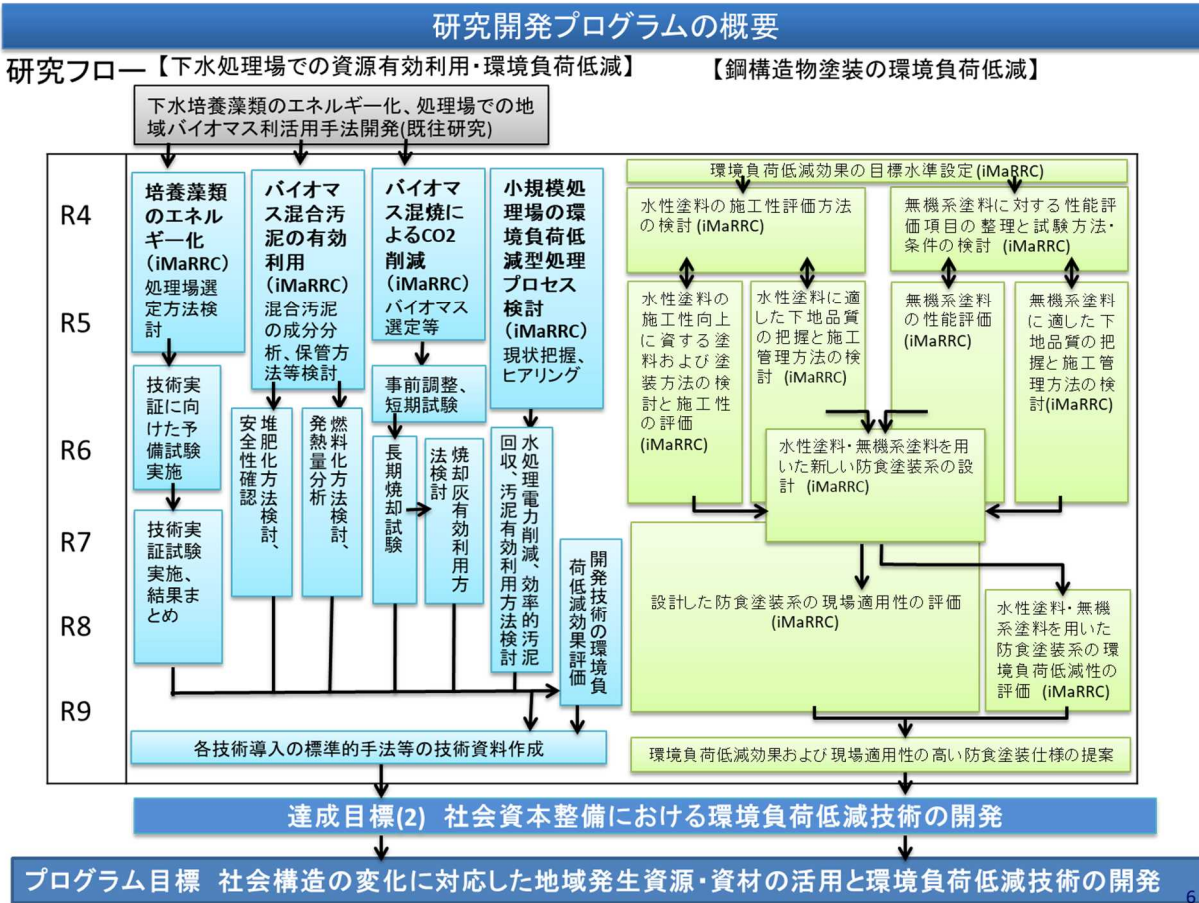 研究開発プログラムの概要
研究フロー
【下水処理場での資源有効利用・環境負荷低減】
【鋼構造物塗装の環境負荷低減】
下水培養藻類のエネルギー化、処理場での地
域バイオマス利活用手法開発(既往研究)
R4
R5
R6
R7
R8
R9
培養藻類
のエネル
ギー化
(iMaRRC)
処理場選
定方法検
討
技術実
証に向
けた予
備試験
実施
技術実
証試験
実施、
結果ま
とめ
バイオマ
ス混合汚
泥の有効
利用
(iMaRRC)
混合汚泥
の成分分
析、保管方
法等検討
堆肥化方法検討、
安全性確認
燃料化方法検討、
発熱量分析
バイオマ
ス混焼に
よるCO2
削減
(iMaRRC)
バイオマス
選定等
事前調整、
短期試験
長期焼却試験
焼却灰有効利用方
法検討
小規模処
理場の環
境負荷低
減型処理
プロセス
検討
(iMaRRC)
現状把握、
ヒアリング
水処理電力削減、効率的汚泥
回収、汚泥有効利用方法検討
開発技術の環境負
荷低減効果評価
各技術導入の標準的手法等の技術資料作成
環境負荷低減効果の目標水準設定(iMaRRC)
水性塗料の施工性評価方法
の検討(iMaRRC)
無機系塗料に対する性能評
価項目の整理と試験方法・
条件の検討 (iMaRRC)
水性塗料の
施工性向上
に資する塗
料および塗
装方法の検
討と施工性
の評価
(iMaRRC)
水性塗料に適
した下地品質
の把握と施工
管理方法の検
討 (iMaRRC)
無機系塗料
の性能評価
(iMaRRC)
無機系塗料
に適した下
地品質の把
握と施工管
理方法の検
討(iMaRRC)
水性塗料・無機系塗料を用
いた新しい防食塗装系の設
計 (iMaRRC)
設計した防食塗装系の現場適用性の評価
(iMaRRC)
水性塗料・無機
系塗料を用いた
防食塗装系の環
境負荷低減性の
評価 (iMaRRC)
環境負荷低減効果および現場適用性の高い防食塗装仕様の提案
達成目標(2) 社会資本整備における環境負荷低減技術の開発
プログラム目標 社会構造の変化に対応した地域発生資源・資材の活用と環境負荷低減技術の開発
6